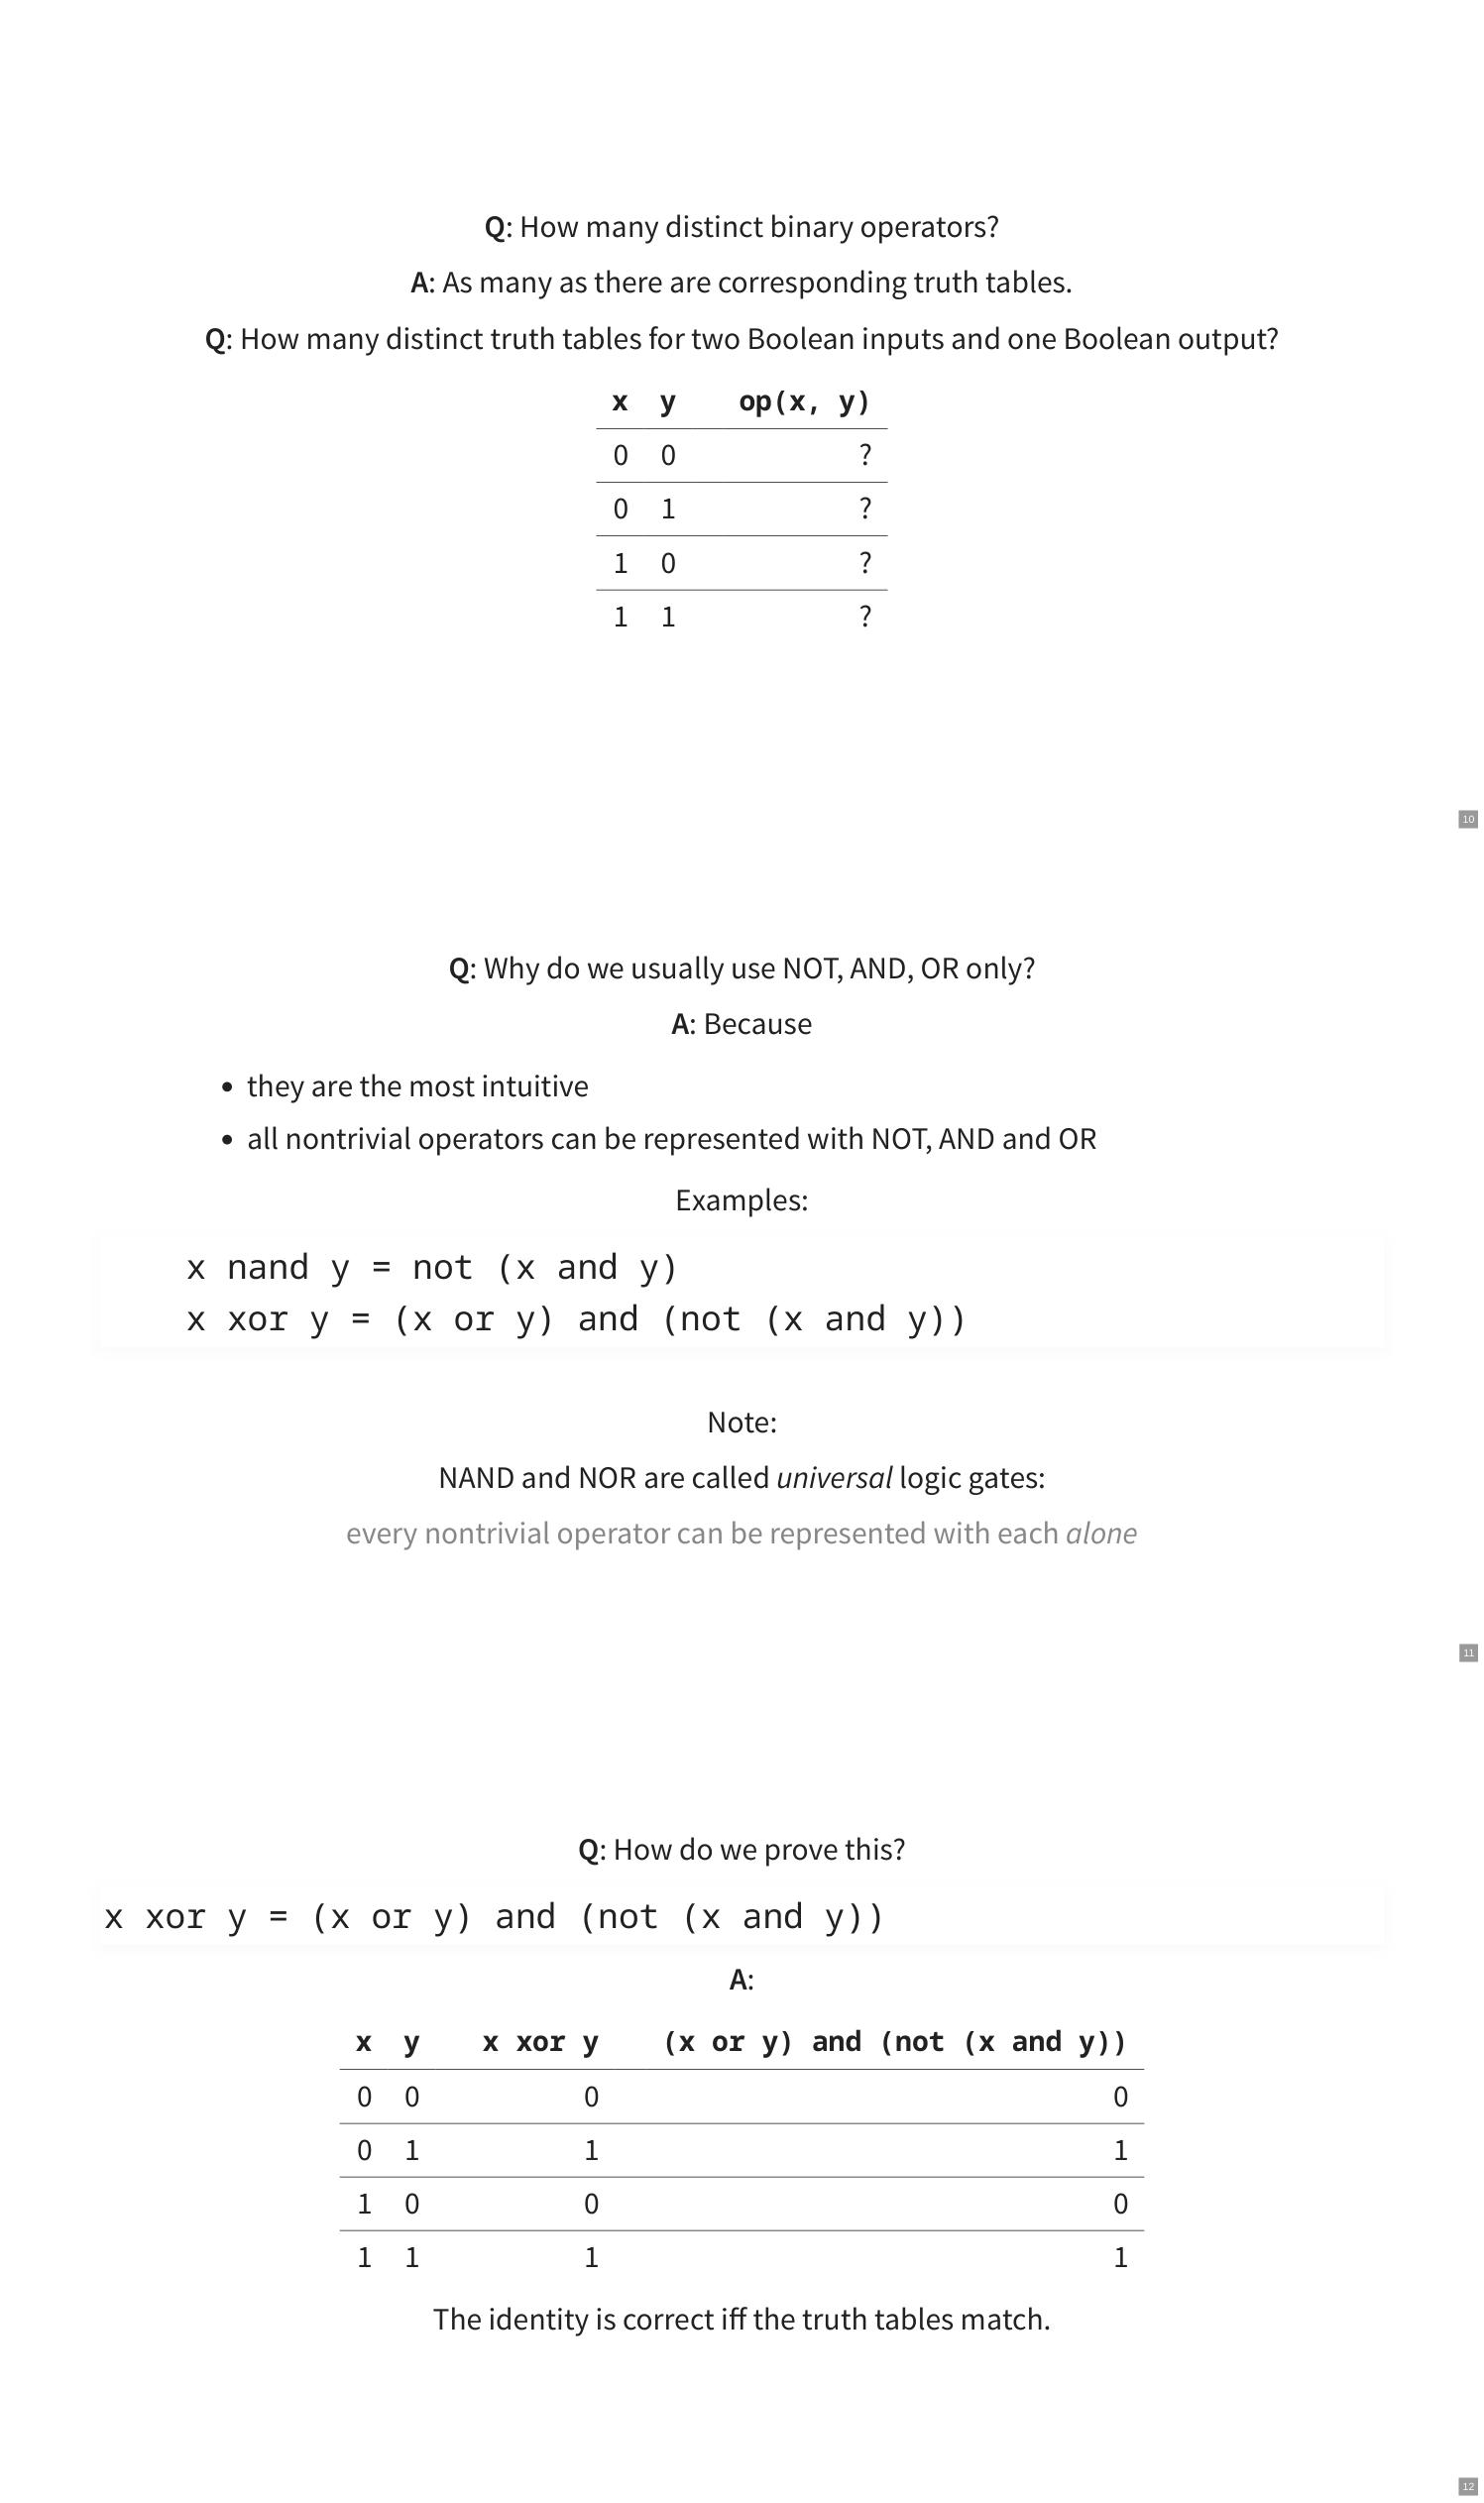 Q: How many distinct binary operators?
A: As many as there are corresponding truth tables.
Q: How many distinct truth tables for two Boolean inputs and one Boolean output?
x y op(x, y)
0 0 ?
0 1 ?
1 0 ?
1 1 ?
10
Q: Why do we usually use NOT, AND, OR only?
A: Because
• they are the most intuitive
• all nontrivial operators can be represented with NOT, AND and OR
Examples:
x nand y = not (x and y)
x xor y = (x or y) and (not (x and y))
Note:
NAND and NOR are called universal logic gates:
every nontrivial operator can be represented with each alone
11
Q: How do we prove this?
x xor y = (x or y) and (not (x and y))
A:
x y x xor y (x or y) and (not (x and y))
0 0 0 0
0 1 1 1
1 0 0 0
1 1 1 1
The identity is correct iff the truth tables match.
12